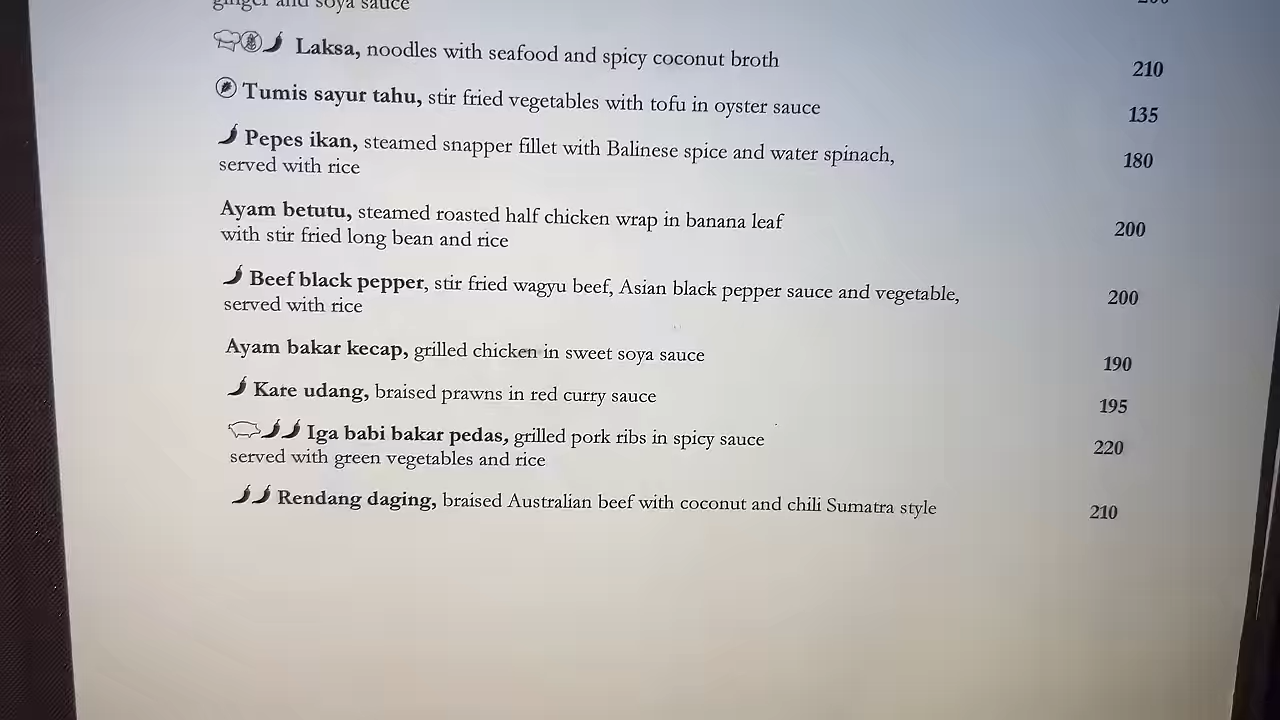 ginger and soya sauce
Laksa, noodles with seafood and spicy coconut broth 210
Tumis sayur tahu, stir fried vegetables with tofu in oyster sauce 135
Pepes ikan, steamed snapper fillet with Balinese spice and water spinach, 180
served with rice
Ayam betutu, steamed roasted half chicken wrap in banana leaf 200
with stir fried long bean and rice
Beef black pepper, stir fried wagyu beef, Asian black pepper sauce and vegetable, 200
served with rice
Ayam bakar kecap, grilled chicken in sweet soya sauce 190
Kare udang, braised prawns in red curry sauce 195
Iga babi bakar pedas, grilled pork ribs in spicy sauce 220
served with green vegetables and rice
Rendang daging, braised Australian beef with coconut and chili Sumatra style 210